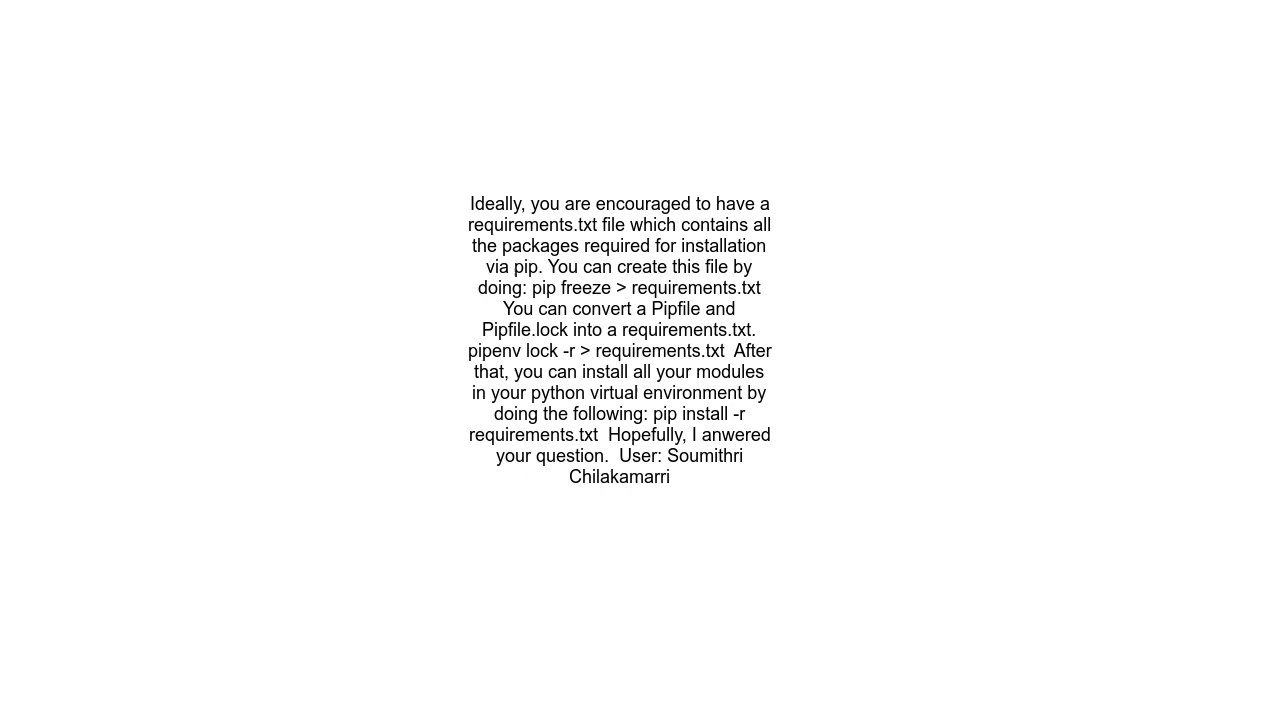 Ideally, you are encouraged to have a
requirements.txt file which contains all
the packages required for installation
via pip. You can create this file by
doing: pip freeze > requirements.txt
You can convert a Pipfile and
Pipfile.lock into a requirements.txt.
pipenv lock -r > requirements.txt  After
that, you can install all your modules
in your python virtual environment by
doing the following: pip install -r
requirements.txt  Hopefully, I anwered
your question.  User: Soumithri
Chilakamarri